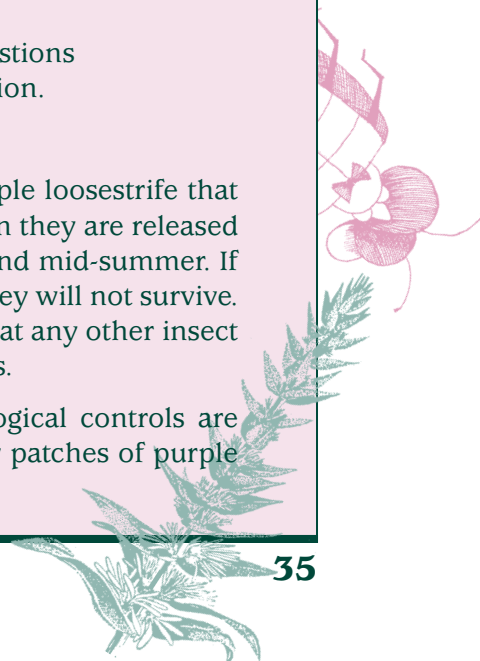 stions
ion.
ple loosestrife that
n they are released
nd mid-summer. If
ey will not survive.
at any other insect
s.
ogical controls are
patches of purple
35